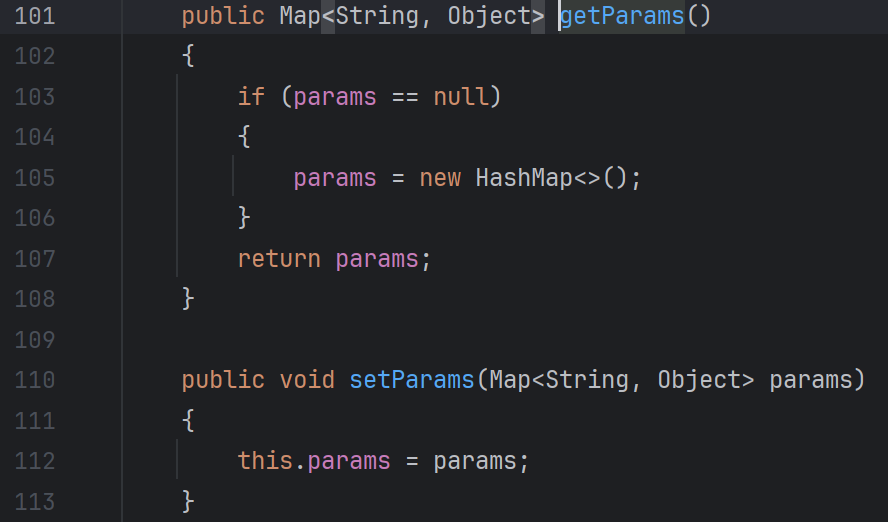 101 public Map<String, Object> getParams()
102 {
103 if (params == null)
104 {
105 params = new HashMap<>();
106 }
107 return params;
108 }
109
110 public void setParams(Map<String, Object> params)
111 {
112 this.params = params;
113 }